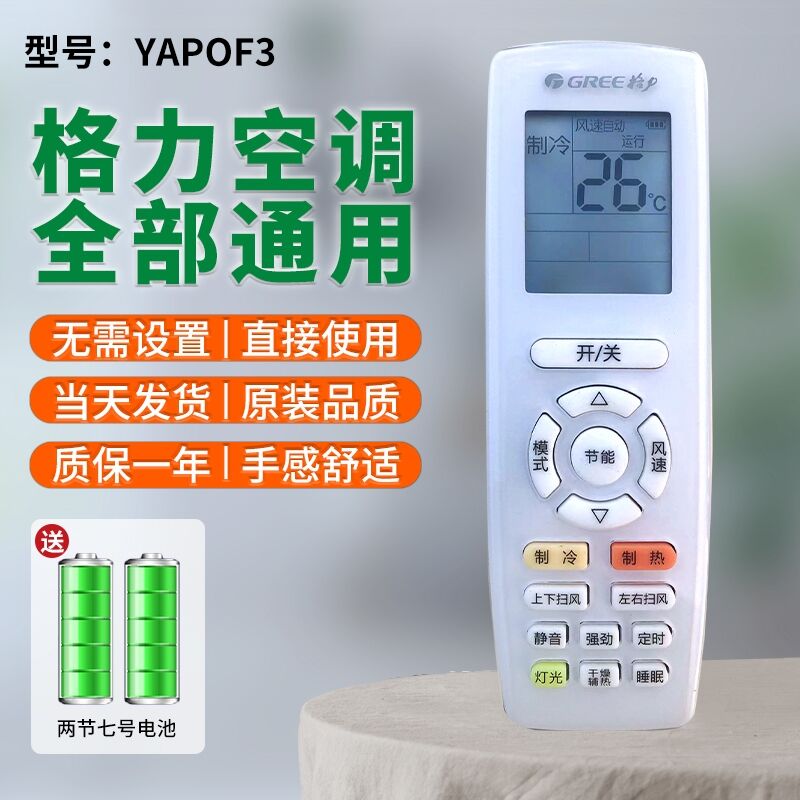 型号：YAPOF3
格力空调
全部通用
无需设置|直接使用
当天发货|原装品质
质保一年|手感舒适
送
两节七号电池
GREE 格力
风速自动
制冷
运行
26℃
开/关
模式
节能
风速
制冷
制热
上下扫风
左右扫风
静音
强劲
定时
灯光
干燥
辅热
睡眠